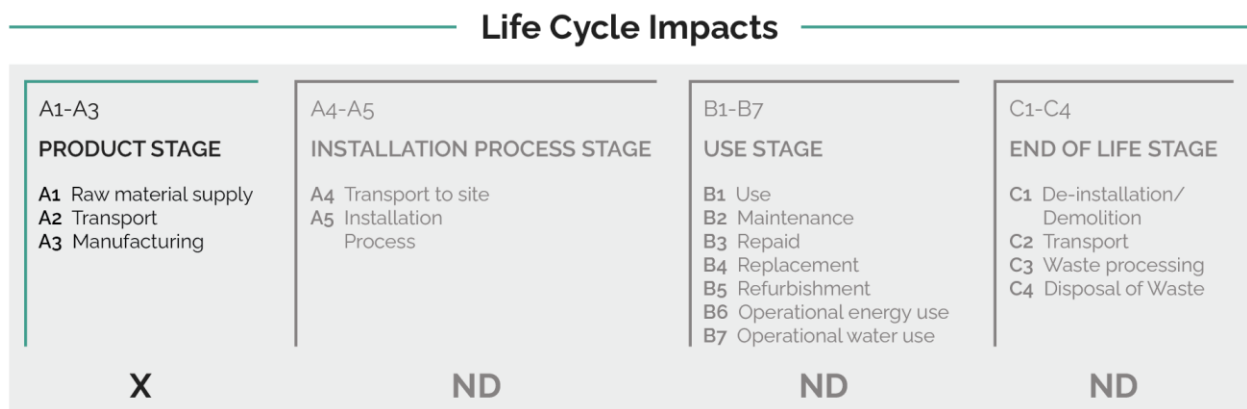 Life Cycle Impacts
A1-A3
PRODUCT STAGE
A1 Raw material supply
A2 Transport
A3 Manufacturing
X
A4-A5
INSTALLATION PROCESS STAGE
A4 Transport to site
A5 Installation
Process
ND
B1-B7
USE STAGE
B1 Use
B2 Maintenance
B3 Repaid
B4 Replacement
B5 Refurbishment
B6 Operational energy use
B7 Operational water use
ND
C1-C4
END OF LIFE STAGE
C1 De-installation/
Demolition
C2 Transport
C3 Waste processing
C4 Disposal of Waste
ND